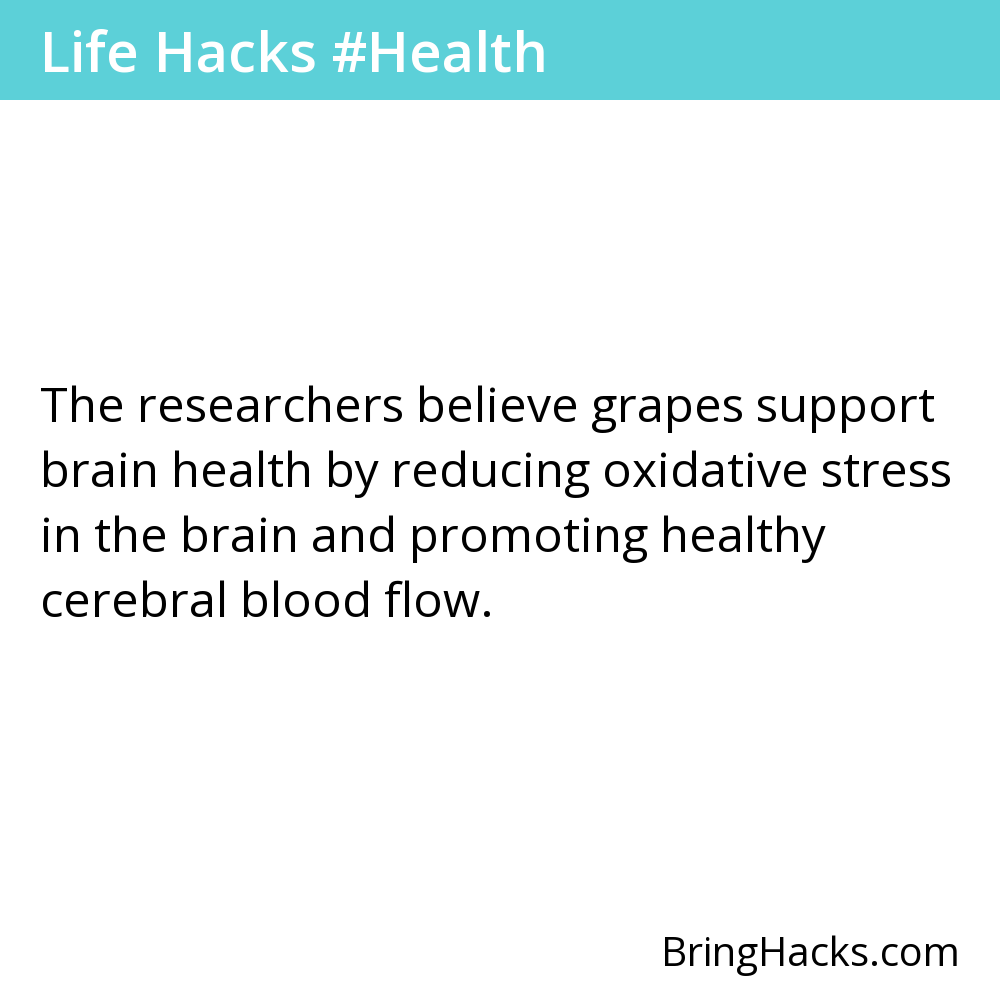 Life Hacks #Health
The researchers believe grapes support
brain health by reducing oxidative stress
in the brain and promoting healthy
cerebral blood flow.
BringHacks.com